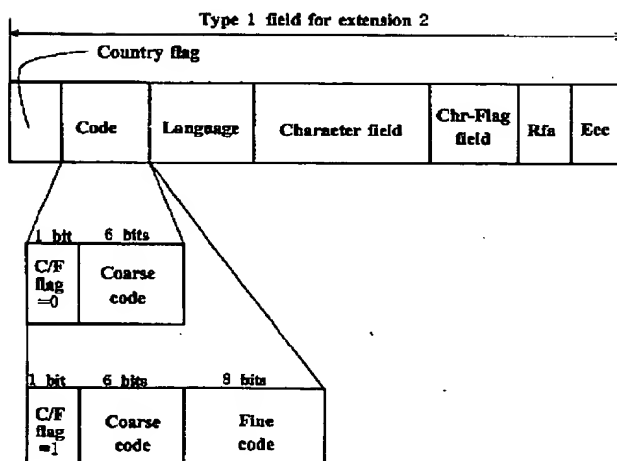 Type 1 field for extension 2
Country flag
Code
Language
Character field
Chr-Flag
field
Rfa
Ecc
1 bit
6 bits
C/F
flag
=0
Coarse
code
1 bit
6 bits
8 bits
C/F
flag
=1
Coarse
code
Fine
code